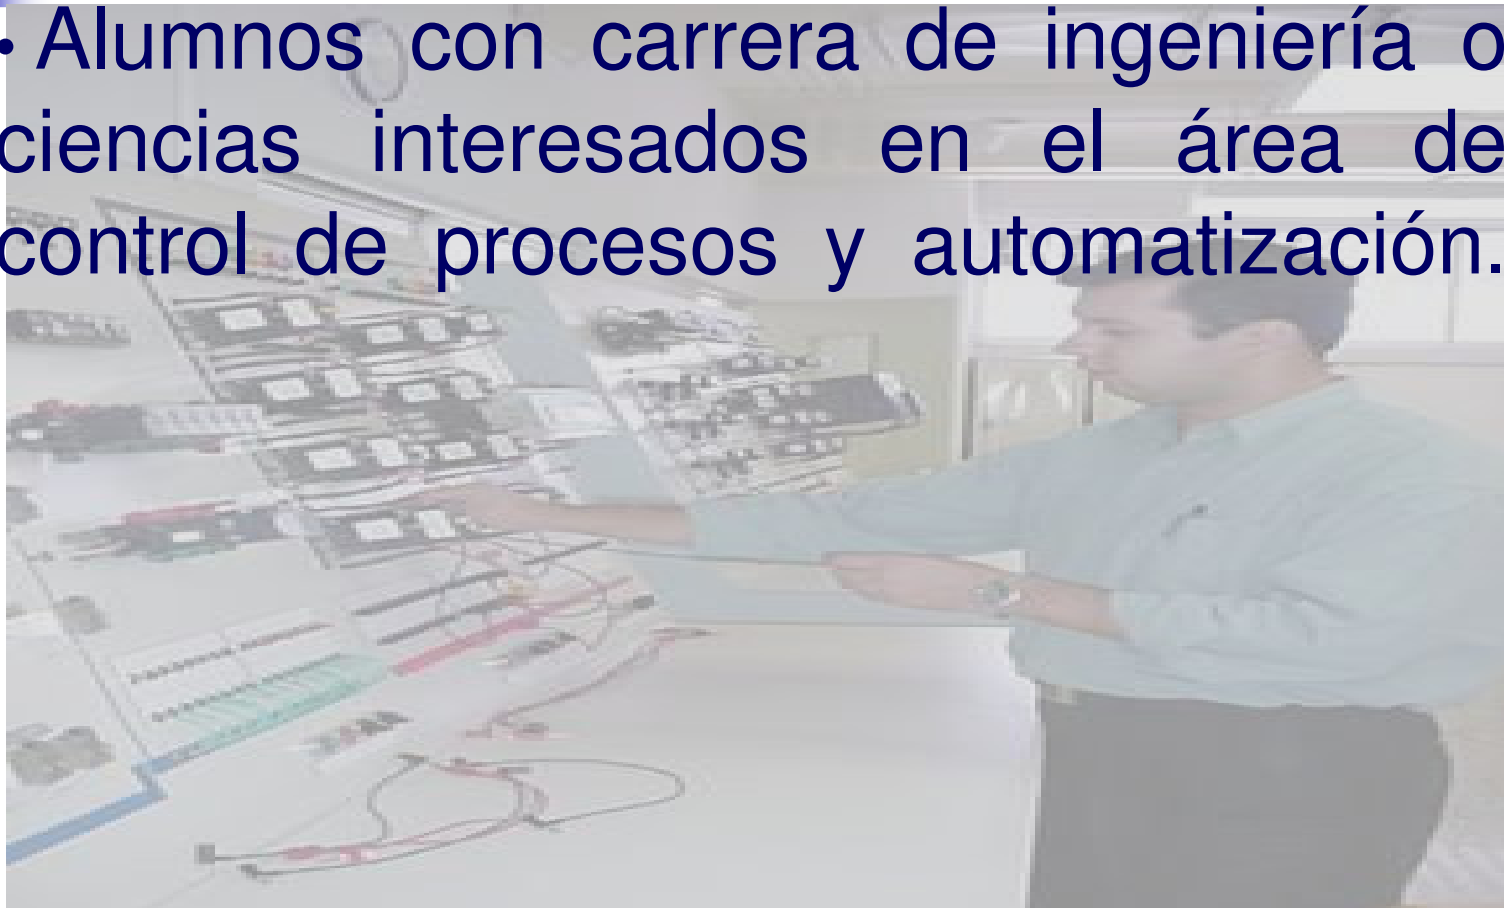 • Alumnos con carrera de ingeniería o
ciencias interesados en el área de
control de procesos y automatización.